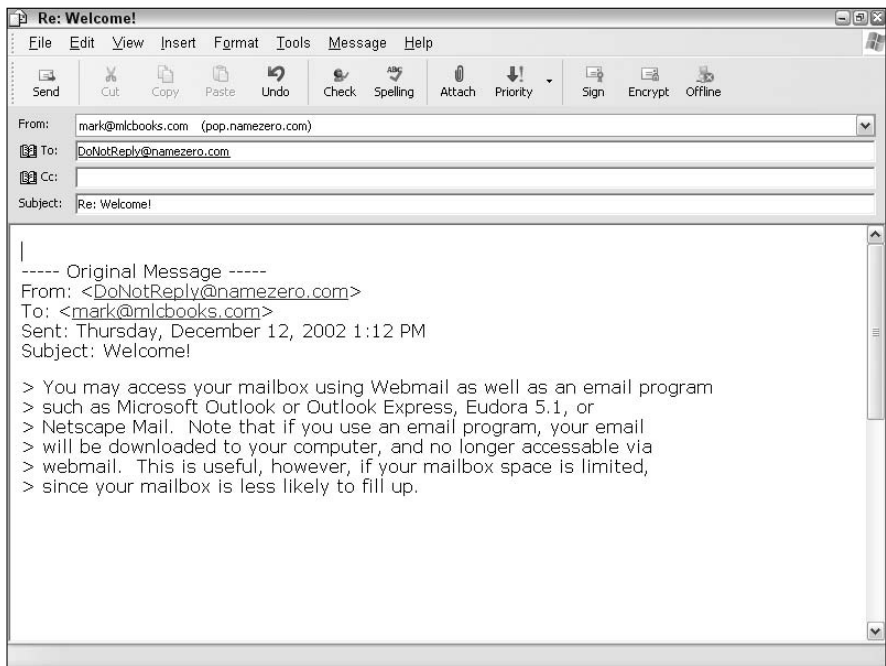 Re: Welcome!
File Edit View Insert Format Tools Message Help
Send Cut Copy Paste Undo Check ABC Spelling Attach Priority Sign Encrypt Offline
From: mark@mlcbooks.com (pop.namezero.com)
To: DoNotReply@namezero.com
Cc:
Subject: Re: Welcome!
----- Original Message -----
From: <DoNotReply@namezero.com>
To: <mark@mlcbooks.com>
Sent: Thursday, December 12, 2002 1:12 PM
Subject: Welcome!
> You may access your mailbox using Webmail as well as an email program
> such as Microsoft Outlook or Outlook Express, Eudora 5.1, or
> Netscape Mail.  Note that if you use an email program, your email
> will be downloaded to your computer, and no longer accessable via
> webmail.  This is useful, however, if your mailbox space is limited,
> since your mailbox is less likely to fill up.